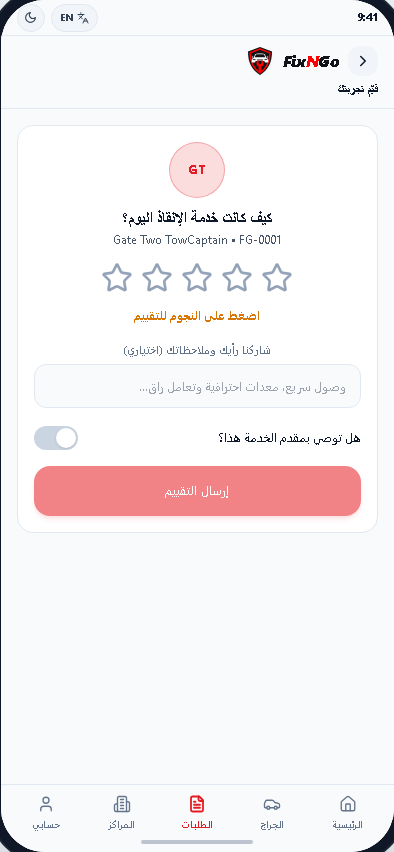 9:41
EN
FixNGo
قيّم تجربتك
GT
كيف كانت خدمة الإنقاذ اليوم؟
Gate Two TowCaptain • FG-0001
اضغط على النجوم للتقييم
شاركنا رأيك وملاحظاتك (اختياري)
وصول سريع، معدات احترافية وتعامل راقٍ...
هل توصي بمقدم الخدمة هذا؟
إرسال التقييم
الرئيسية
الجراج
الطلبات
المراكز
حسابي